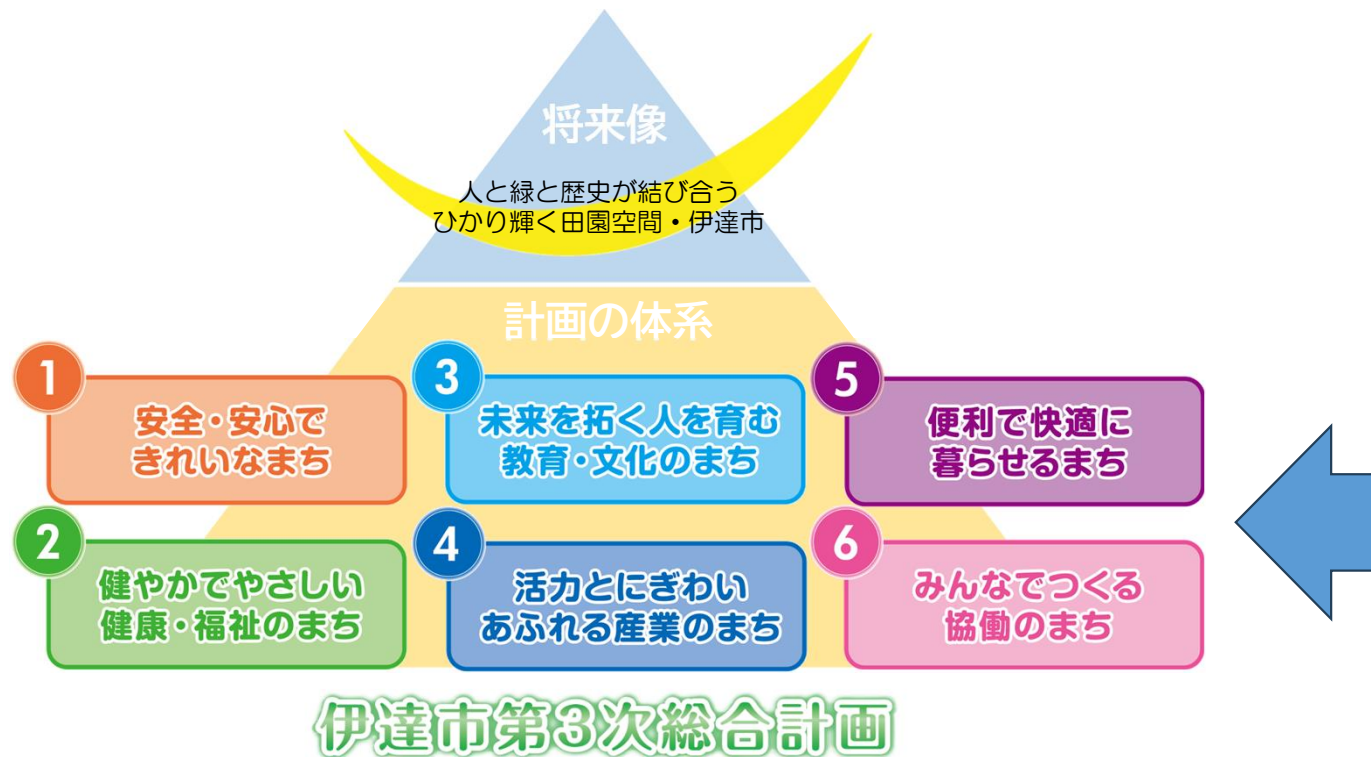 将来像
人と緑と歴史が結び合う
ひかり輝く田園空間・伊達市
計画の体系
1
安全・安心で
きれいなまち
2
健やかでやさしい
健康・福祉のまち
3
未来を拓く人を育む
教育・文化のまち
4
活力とにぎわい
あふれる産業のまち
5
便利で快適に
暮らせるまち
6
みんなでつくる
協働のまち
伊達市第3次総合計画